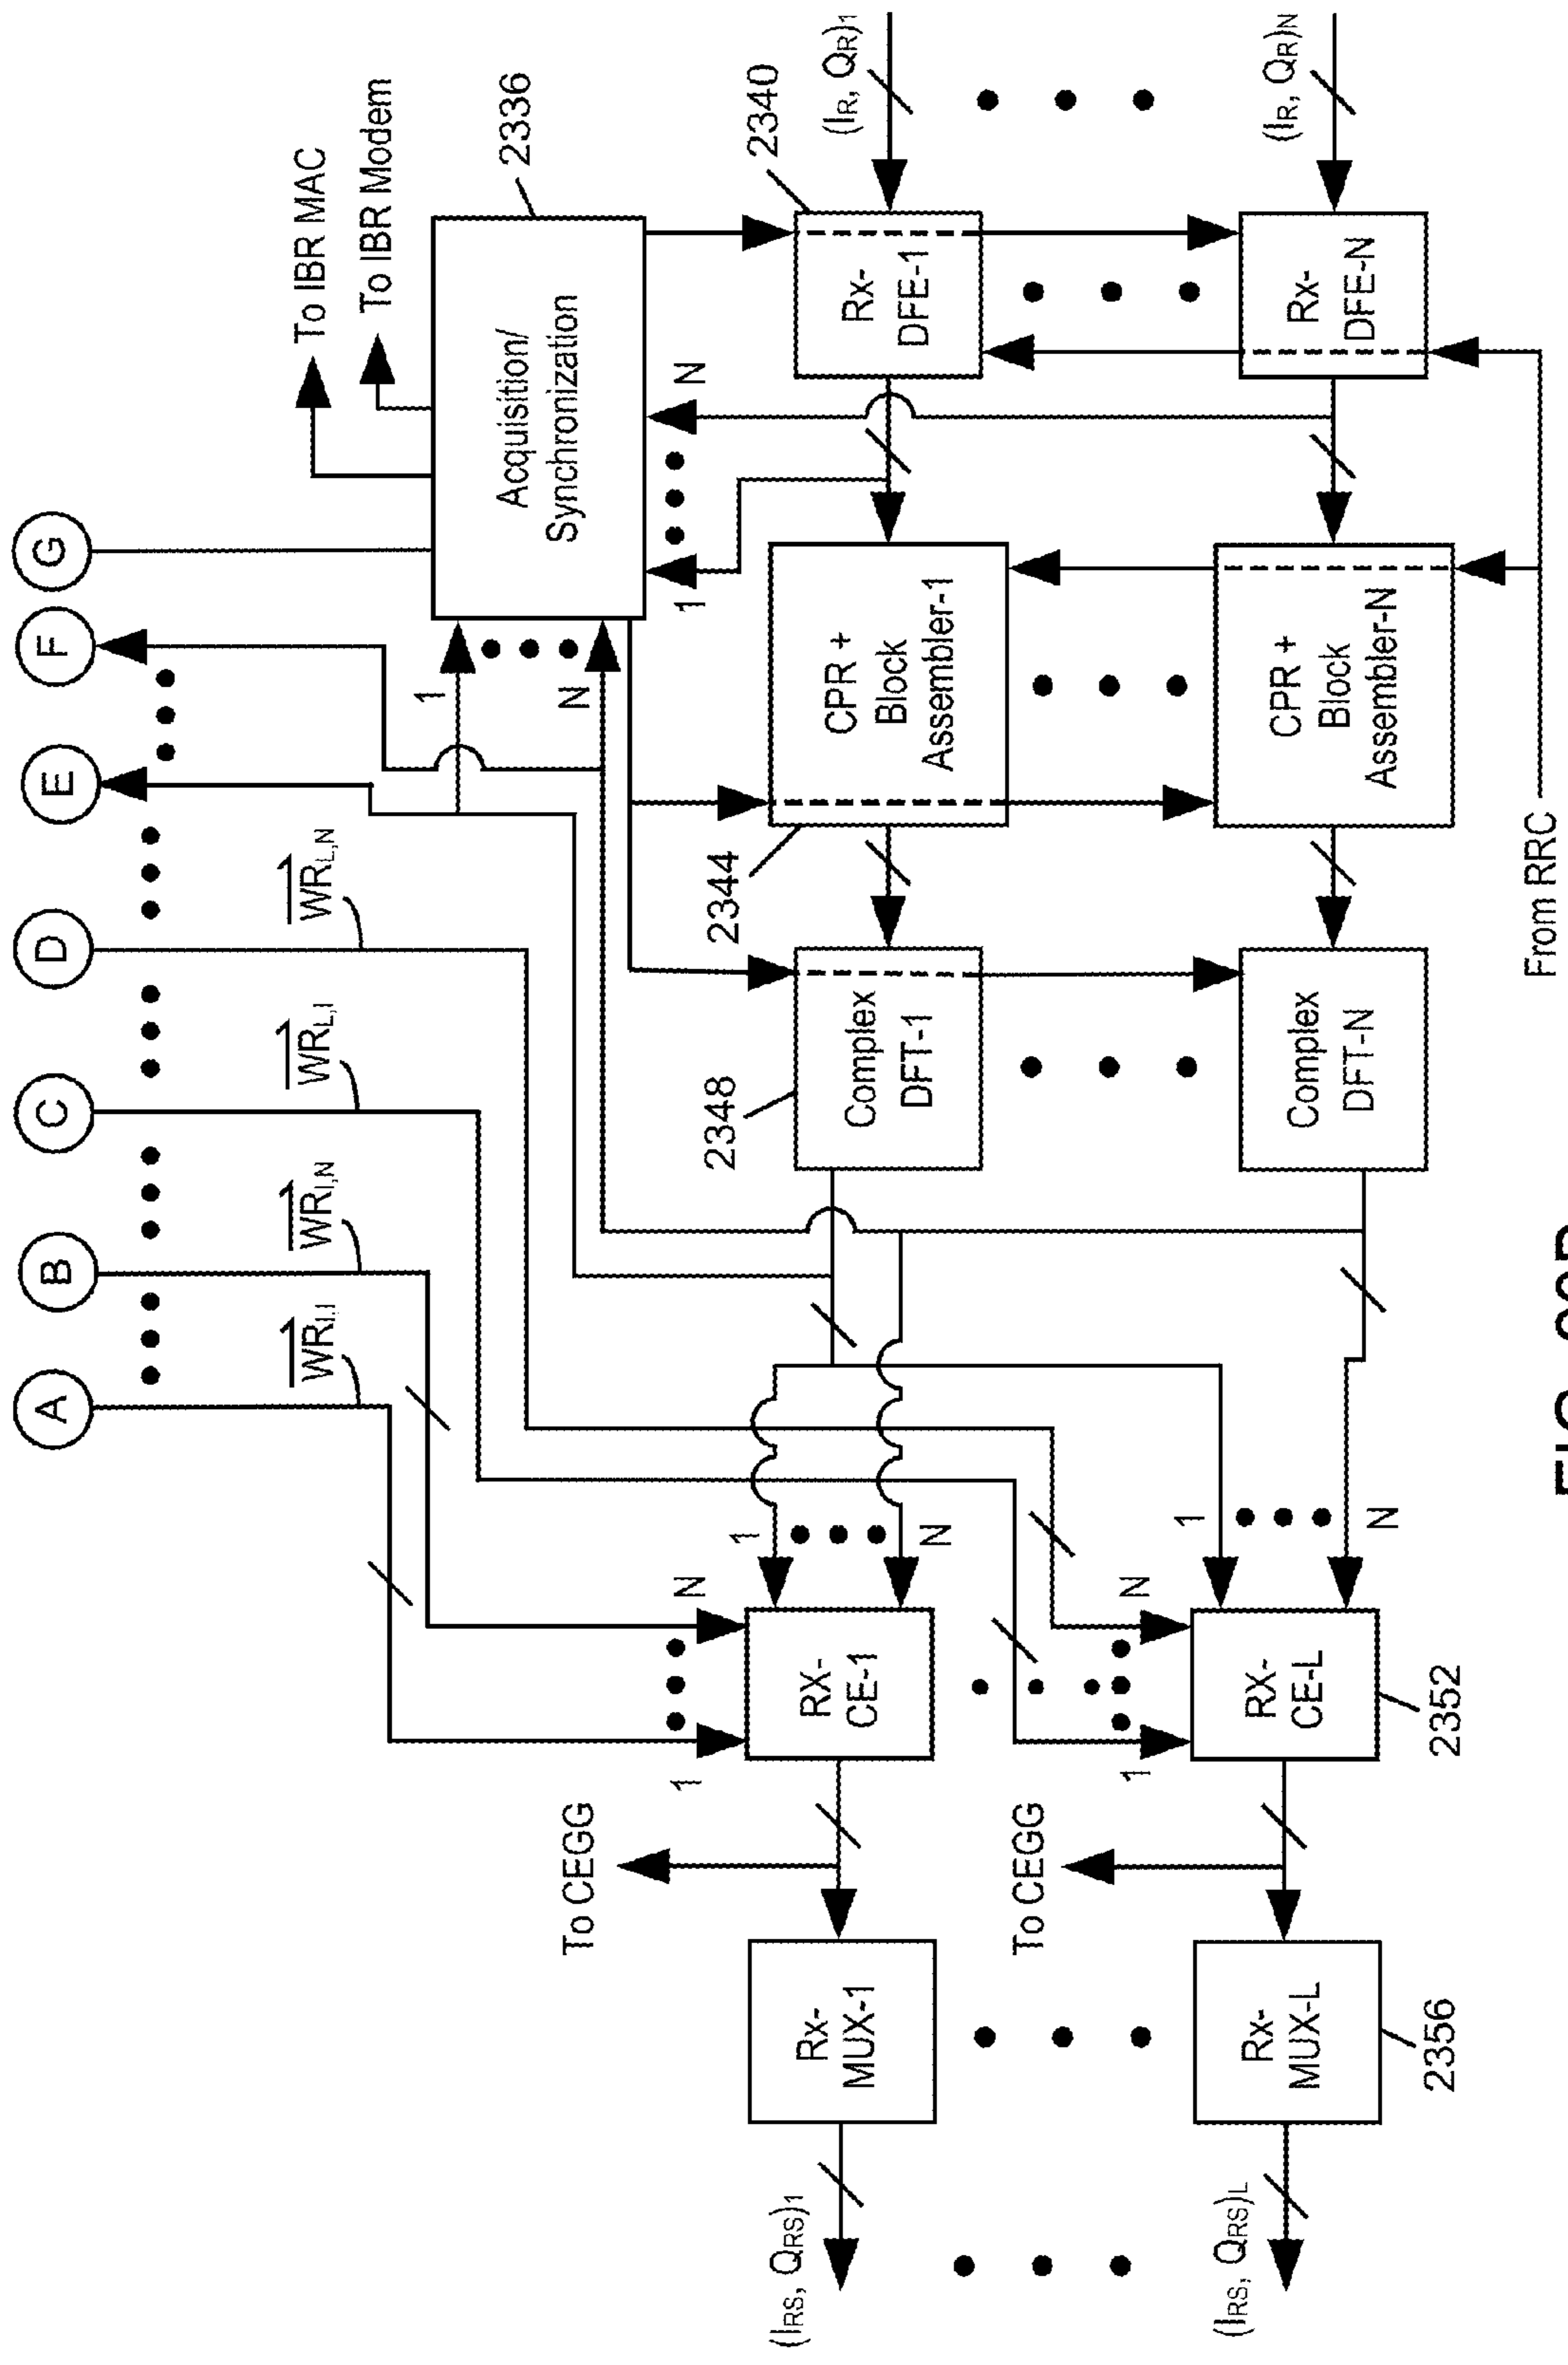 A
B
C
D
E
F
G
WR1,1
WR1,N
WRL,1
WRL,N
To IBR MAC
To IBR Modem
2336
Acquisition/
Synchronization
1
N
1
N
2340
(IR, QR)1
Rx-
DFE-1
(IR, QR)N
Rx-
DFE-N
2344
CPR +
Block
Assembler-1
CPR +
Block
Assembler-N
From RRC
2348
Complex
DFT-1
Complex
DFT-N
1
N
1
N
RX-
CE-1
1
N
1
N
RX-
CE-L
2352
To CEGG
To CEGG
Rx-
MUX-1
Rx-
MUX-L
2356
(IRS, QRS)1
(IRS, QRS)L